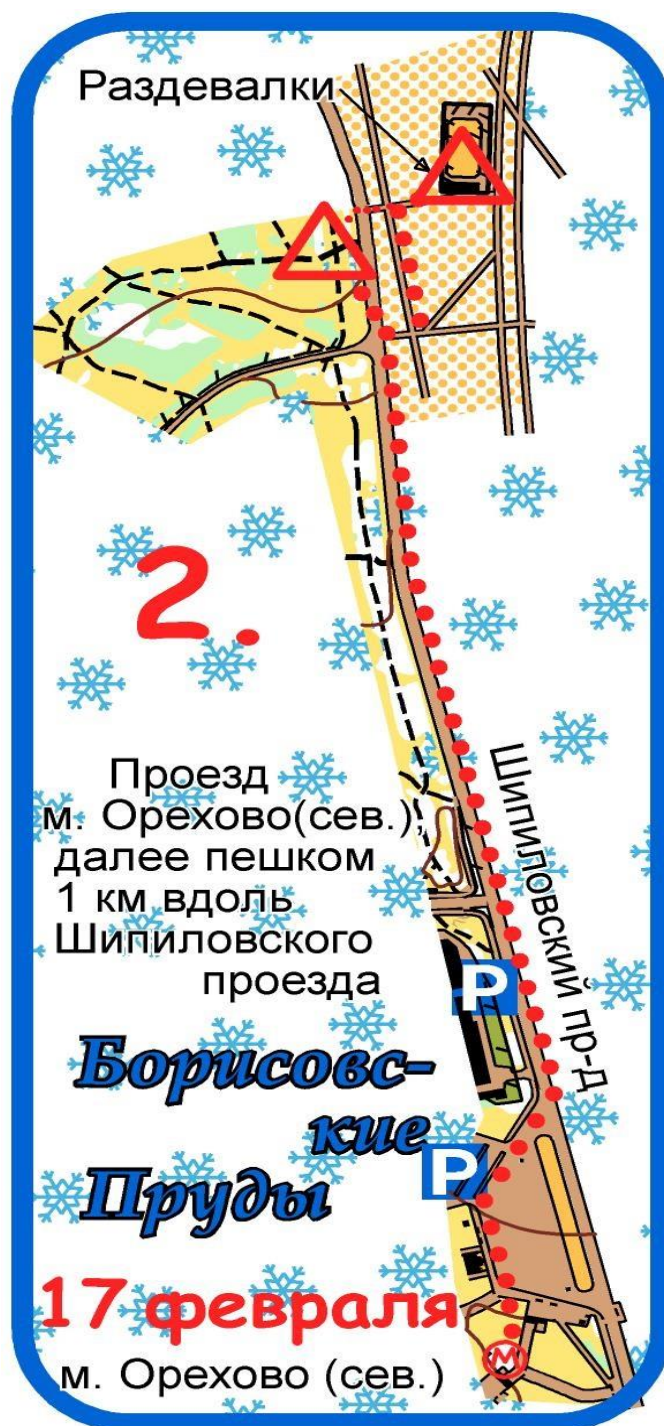 Раздевалки
2.
Проезд
м. Орехово(сев.),
далее пешком
1 км вдоль
Шипиловского
проезда
Шипиловский пр-д
P
Борисовс-
кие
P
Пруды
17 февраля
М
м. Орехово (сев.)